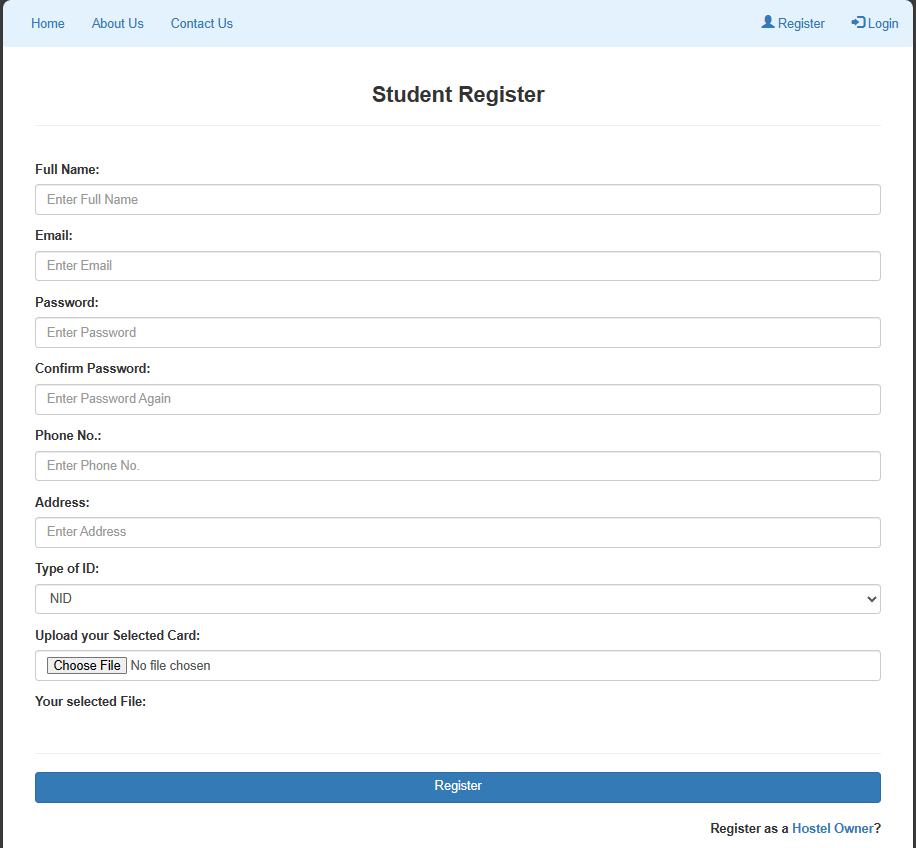 Home About Us Contact Us Register Login
Student Register
Full Name:
Enter Full Name
Email:
Enter Email
Password:
Enter Password
Confirm Password:
Enter Password Again
Phone No.:
Enter Phone No.
Address:
Enter Address
Type of ID:
NID
Upload your Selected Card:
Choose File No file chosen
Your selected File:
Register
Register as a Hostel Owner?